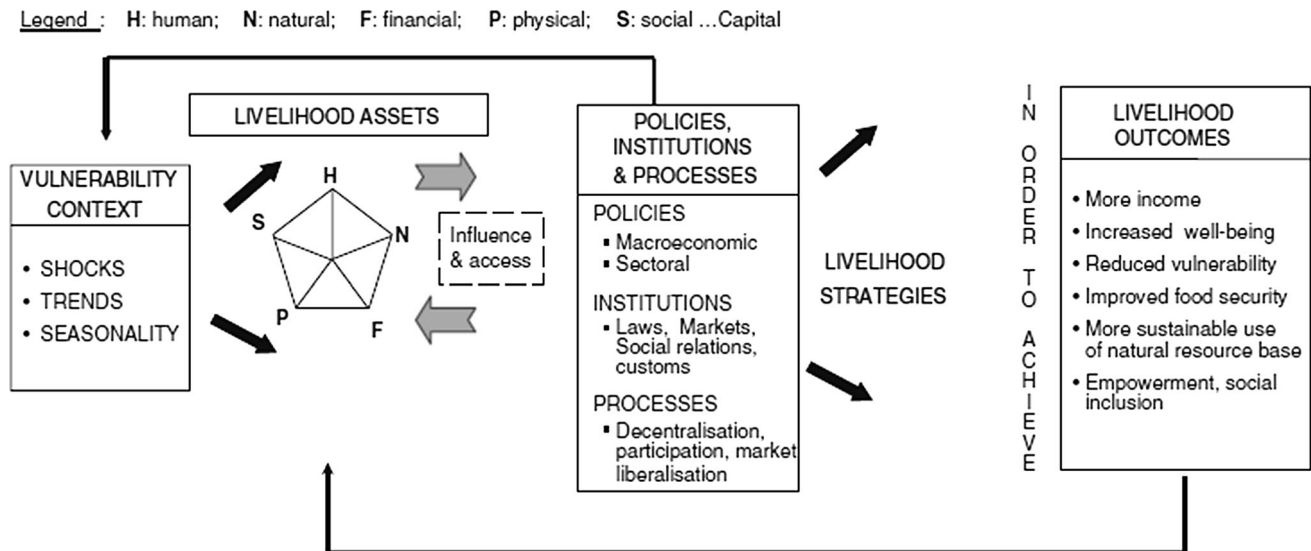 Legend : H: human; N: natural; F: financial; P: physical; S: social ...Capital
LIVELIHOOD ASSETS
VULNERABILITY
CONTEXT
• SHOCKS
• TRENDS
• SEASONALITY
H
S
N
P
F
Influence
& access
POLICIES,
INSTITUTIONS
& PROCESSES
POLICIES
▪ Macroeconomic
▪ Sectoral
INSTITUTIONS
▪ Laws, Markets,
Social relations,
customs
PROCESSES
▪ Decentralisation,
participation, market
liberalisation
LIVELIHOOD
STRATEGIES
IN ORDER TO ACHIEVE
LIVELIHOOD
OUTCOMES
• More income
• Increased well-being
• Reduced vulnerability
• Improved food security
• More sustainable use
of natural resource base
• Empowerment, social
inclusion